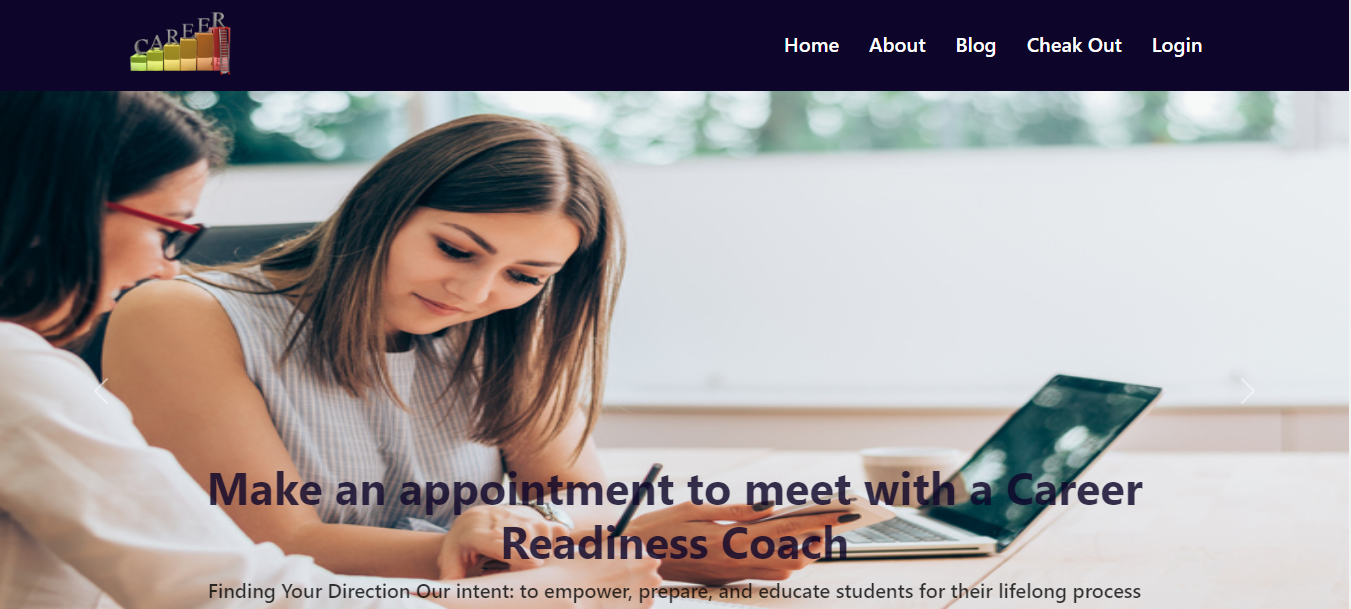 CAREER
Home About Blog Cheak Out Login
Make an appointment to meet with a Career
Readiness Coach
Finding Your Direction Our intent: to empower, prepare, and educate students for their lifelong process